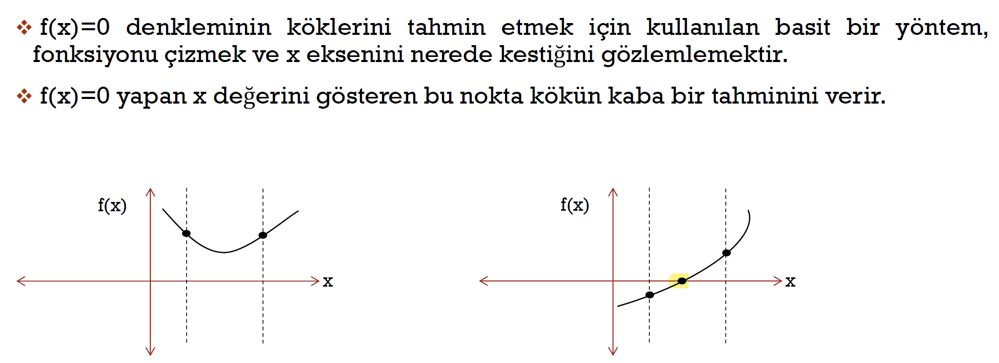 ❖ f(x)=0 denkleminin köklerini tahmin etmek için kullanılan basit bir yöntem,
fonksiyonu çizmek ve x eksenini nerede kestiğini gözlemlemektir.
❖ f(x)=0 yapan x değerini gösteren bu nokta kökün kaba bir tahminini verir.
f(x)
x
f(x)
x